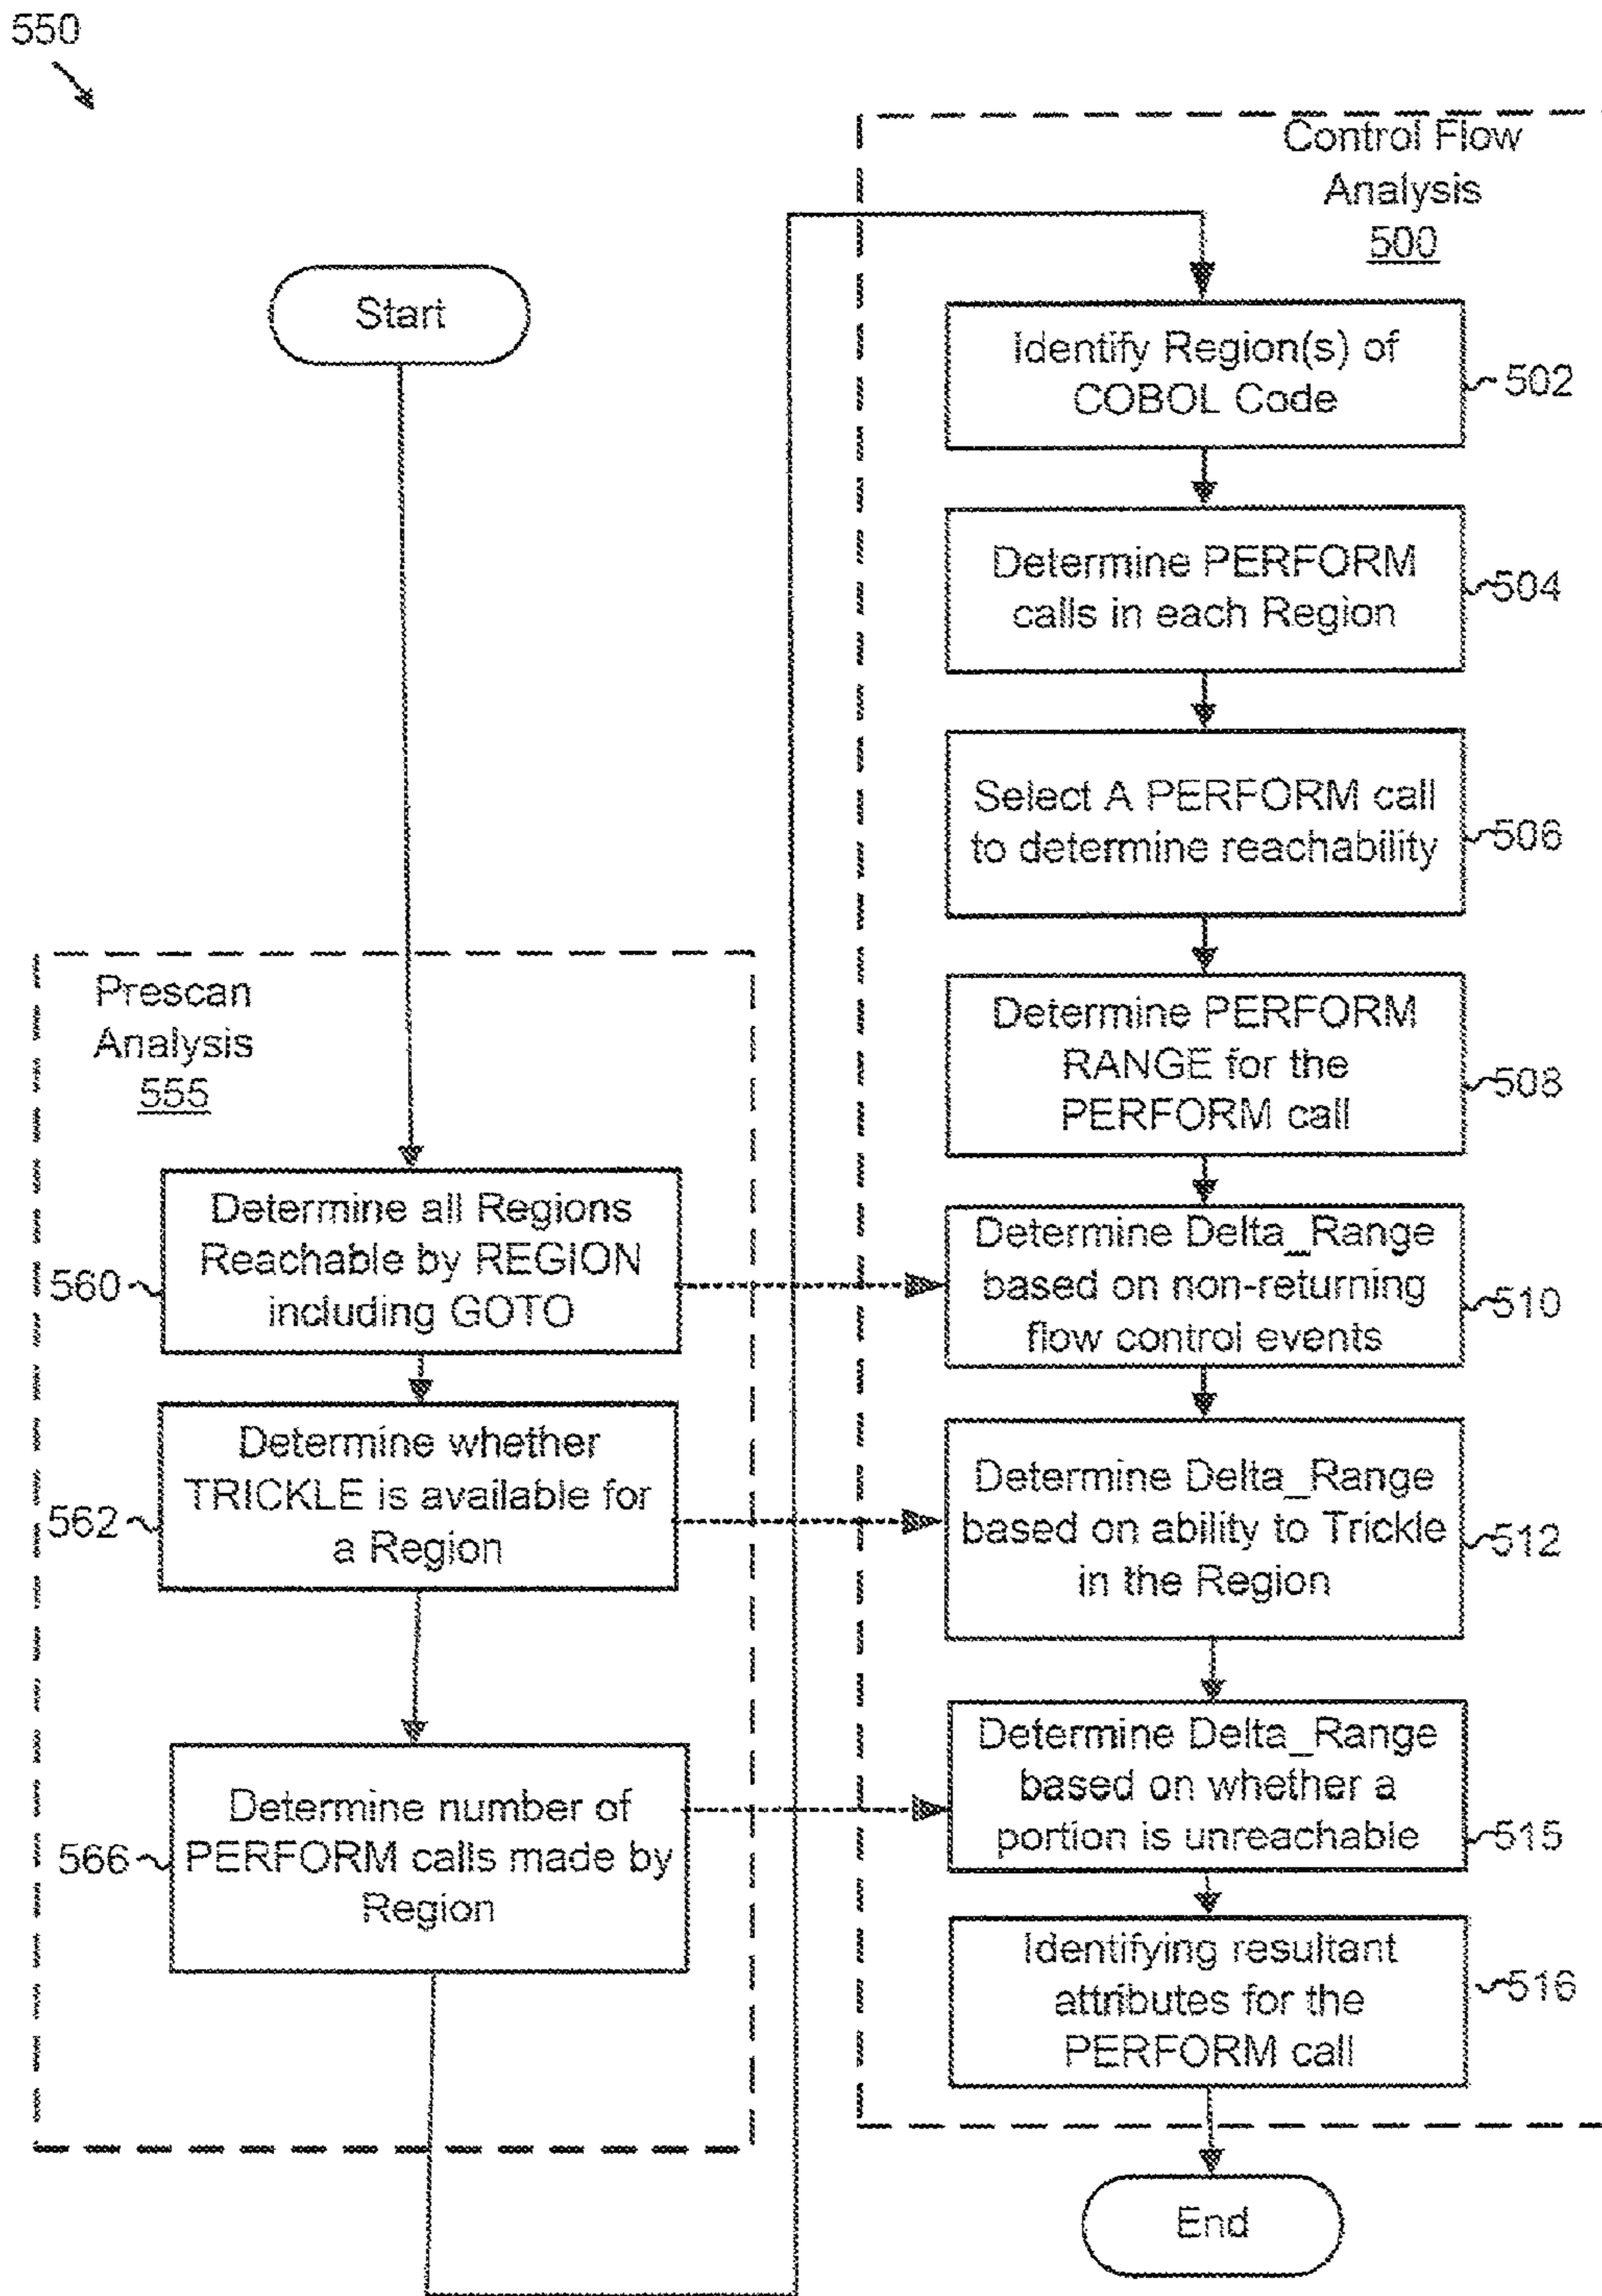 550
Control Flow
Analysis
500
Start
Identify Region(s) of
COBOL Code
502
Determine PERFORM
calls in each Region
504
Select A PERFORM call
to determine reachability
506
Prescan
Analysis
555
Determine PERFORM
RANGE for the
PERFORM call
508
Determine all Regions
Reachable by REGION
including GOTO
560
Determine Delta_Range
based on non-returning
flow control events
510
Determine whether
TRICKLE is available for
a Region
562
Determine Delta_Range
based on ability to Trickle
in the Region
512
Determine number of
PERFORM calls made by
Region
566
Determine Delta_Range
based on whether a
portion is unreachable
515
Identifying resultant
attributes for the
PERFORM call
516
End